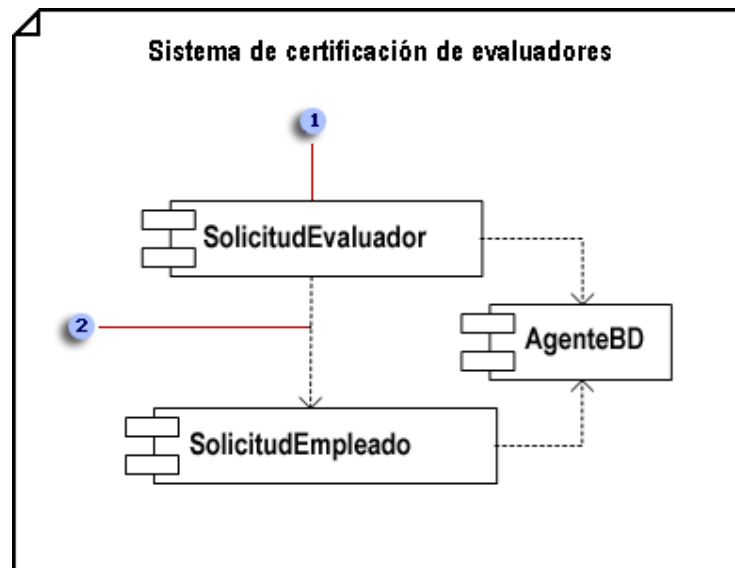 Sistema de certificación de evaluadores
1
SolicitudEvaluador
2
AgenteBD
SolicitudEmpleado